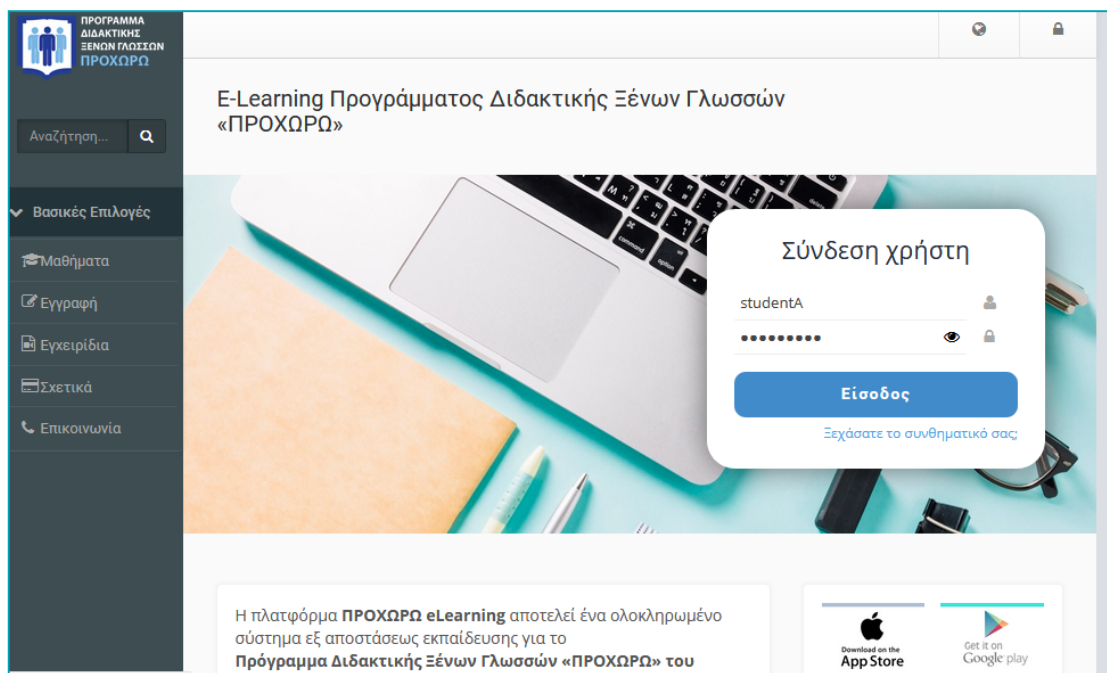 ΠΡΟΓΡΑΜΜΑ
ΔΙΔΑΚΤΙΚΗΣ
ΞΕΝΩΝ ΓΛΩΣΣΩΝ
ΠΡΟΧΩΡΩ
Αναζήτηση...
Βασικές Επιλογές
Μαθήματα
Εγγραφή
Εγχειρίδια
Σχετικά
Επικοινωνία
E-Learning Προγράμματος Διδακτικής Ξένων Γλωσσών
«ΠΡΟΧΩΡΩ»
command
option
Σύνδεση χρήστη
studentA
•••••••••
Είσοδος
Ξεχάσατε το συνθηματικό σας;
Η πλατφόρμα ΠΡΟΧΩΡΩ eLearning αποτελεί ένα ολοκληρωμένο
σύστημα εξ αποστάσεως εκπαίδευσης για το
Πρόγραμμα Διδακτικής Ξένων Γλωσσών «ΠΡΟΧΩΡΩ» του
Download on the
App Store
Get it on
Google play